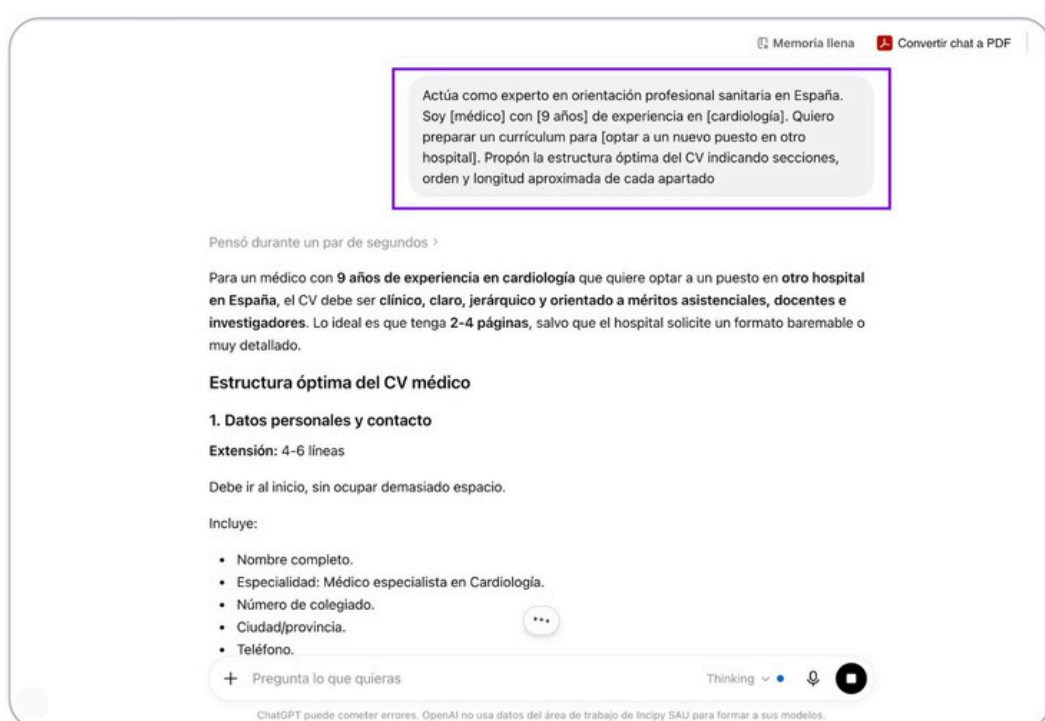 Memoria llena
Convertir chat a PDF
Actúa como experto en orientación profesional sanitaria en España.
Soy [médico] con [9 años] de experiencia en [cardiología]. Quiero
preparar un currículum para [optar a un nuevo puesto en otro
hospital]. Propón la estructura óptima del CV indicando secciones,
orden y longitud aproximada de cada apartado
Pensó durante un par de segundos >
Para un médico con 9 años de experiencia en cardiología que quiere optar a un puesto en otro hospital
en España, el CV debe ser clínico, claro, jerárquico y orientado a méritos asistenciales, docentes e
investigadores. Lo ideal es que tenga 2-4 páginas, salvo que el hospital solicite un formato baremable o
muy detallado.
Estructura óptima del CV médico
1. Datos personales y contacto
Extensión: 4-6 líneas
Debe ir al inicio, sin ocupar demasiado espacio.
Incluye:
• Nombre completo.
• Especialidad: Médico especialista en Cardiología.
• Número de colegiado.
• Ciudad/provincia.
• Teléfono.
+ Pregunta lo que quieras
Thinking
ChatGPT puede cometer errores. OpenAI no usa datos del área de trabajo de Incipy SAU para formar a sus modelos.